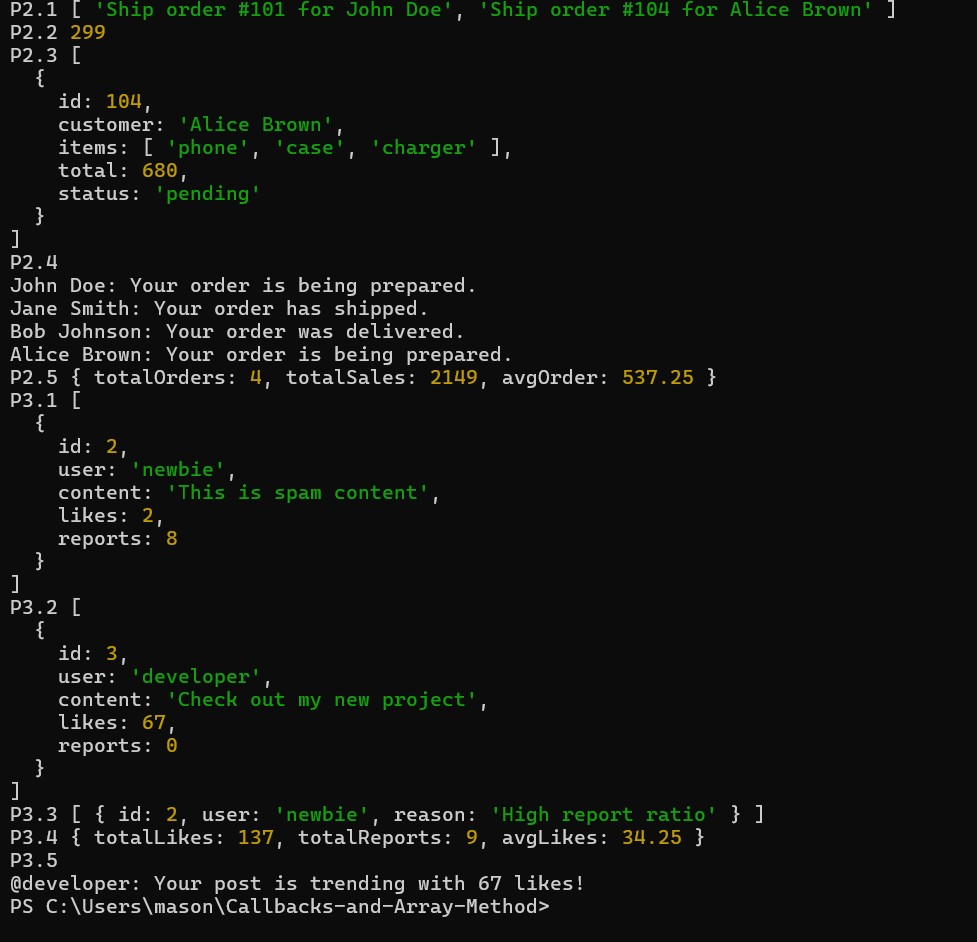 P2.1 [ 'Ship order #101 for John Doe', 'Ship order #104 for Alice Brown' ]
P2.2 299
P2.3 [
  {
    id: 104,
    customer: 'Alice Brown',
    items: [ 'phone', 'case', 'charger' ],
    total: 680,
    status: 'pending'
  }
]
P2.4
John Doe: Your order is being prepared.
Jane Smith: Your order has shipped.
Bob Johnson: Your order was delivered.
Alice Brown: Your order is being prepared.
P2.5 { totalOrders: 4, totalSales: 2149, avgOrder: 537.25 }
P3.1 [
  {
    id: 2,
    user: 'newbie',
    content: 'This is spam content',
    likes: 2,
    reports: 8
  }
]
P3.2 [
  {
    id: 3,
    user: 'developer',
    content: 'Check out my new project',
    likes: 67,
    reports: 0
  }
]
P3.3 [ { id: 2, user: 'newbie', reason: 'High report ratio' } ]
P3.4 { totalLikes: 137, totalReports: 9, avgLikes: 34.25 }
P3.5
@developer: Your post is trending with 67 likes!
PS C:\Users\mason\Callbacks-and-Array-Method>